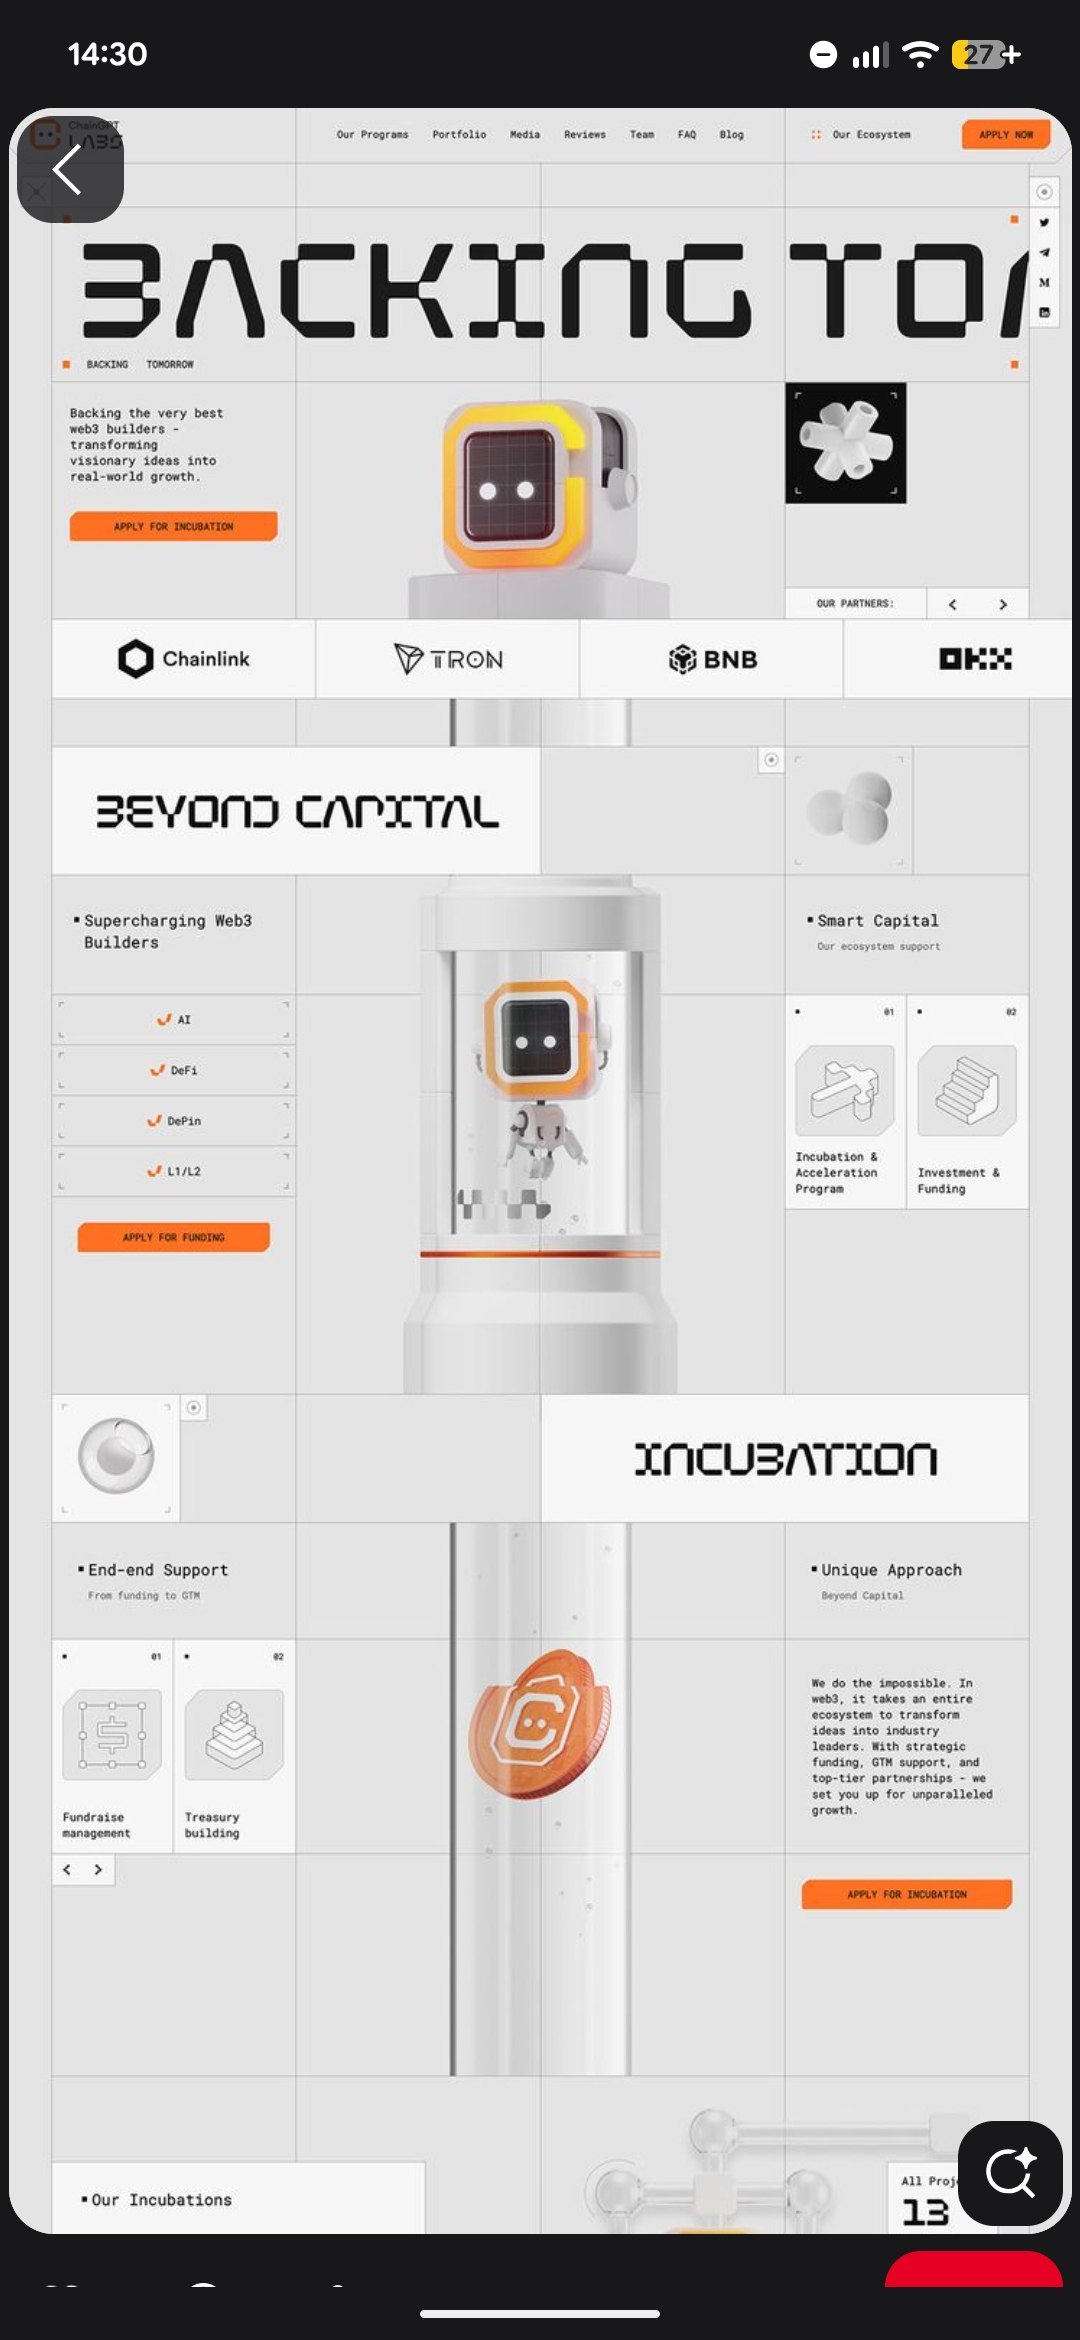 14:30
27+
ChainGPT
LABS
Our Programs Portfolio Media Reviews Team FAQ Blog
Our Ecosystem
APPLY NOW
BACKING TOM
BACKING TOMORROW
Backing the very best
web3 builders -
transforming
visionary ideas into
real-world growth.
APPLY FOR INCUBATION
OUR PARTNERS:
Chainlink
TRON
BNB
OKX
BEYOND CAPITAL
Supercharging Web3
Builders
Smart Capital
Our ecosystem support
AI
DeFi
DePin
L1/L2
APPLY FOR FUNDING
01
Incubation &
Acceleration
Program
02
Investment &
Funding
INCUBATION
End-end Support
From funding to GTM
Unique Approach
Beyond Capital
01
Fundraise
management
02
Treasury
building
We do the impossible. In
web3, it takes an entire
ecosystem to transform
ideas into industry
leaders. With strategic
funding, GTM support, and
top-tier partnerships - we
set you up for unparalleled
growth.
APPLY FOR INCUBATION
Our Incubations
All Proj
13